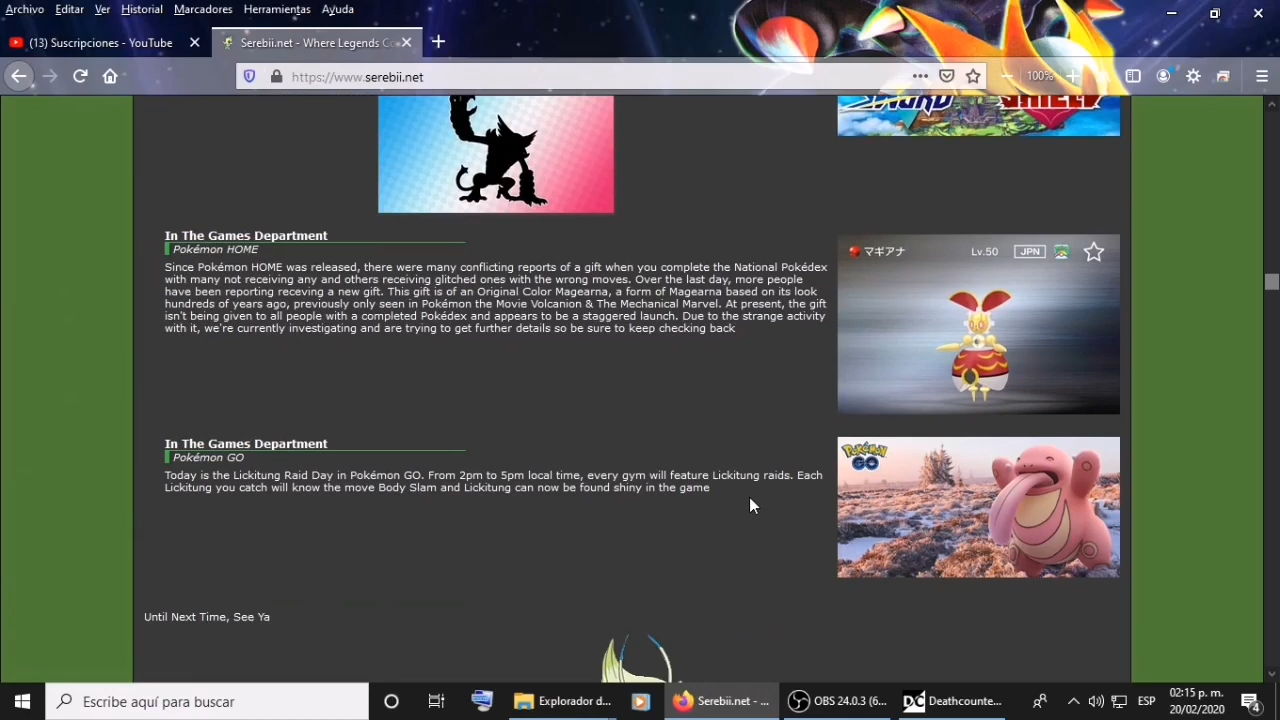 Archivo Editar Ver Historial Marcadores Herramientas Ayuda
(13) Suscripciones - YouTube
Serebii.net - Where Legends Co
https://www.serebii.net
100%
SWORD SHIELD
In The Games Department
Pokémon HOME
Since Pokémon HOME was released, there were many conflicting reports of a gift when you complete the National Pokédex
with many not receiving any and others receiving glitched ones with the wrong moves. Over the last day, more people
have been reporting receving a new gift. This gift is of an Original Color Magearna, a form of Magearna based on its look
hundreds of years ago, previously only seen in Pokémon the Movie Volcanion & The Mechanical Marvel. At present, the gift
isn't being given to all people with a completed Pokédex and appears to be a staggered launch. Due to the strange activity
with it, we're currently investigating and are trying to get further details so be sure to keep checking back
マギアナ Lv.50 JPN
In The Games Department
Pokémon GO
Today is the Lickitung Raid Day in Pokémon GO. From 2pm to 5pm local time, every gym will feature Lickitung raids. Each
Lickitung you catch will know the move Body Slam and Lickitung can now be found shiny in the game
POKéMON
GO
Until Next Time, See Ya
Escribe aquí para buscar
Explorador d...
Serebii.net - ...
OBS 24.0.3 (6...
DC
Deathcounte...
ESP
02:15 p. m.
20/02/2020
4